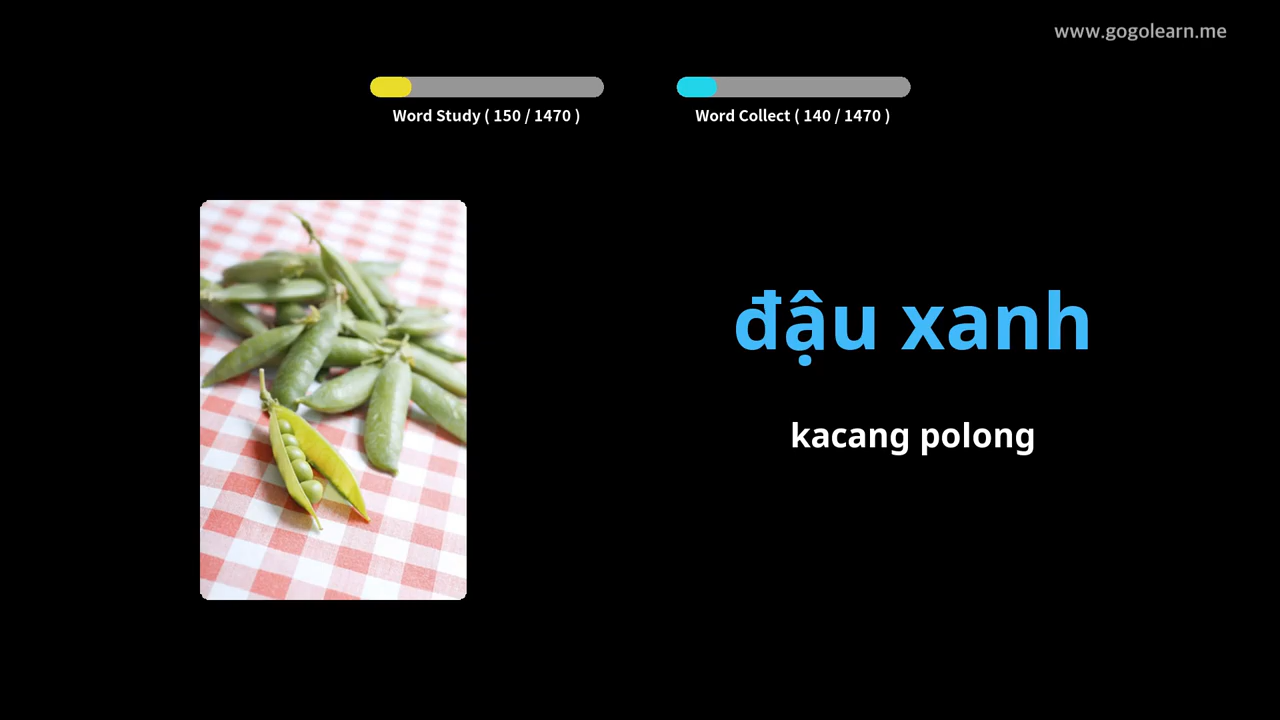 www.gogolearn.me
Word Study ( 150 / 1470 )
Word Collect ( 140 / 1470 )
đậu xanh
kacang polong